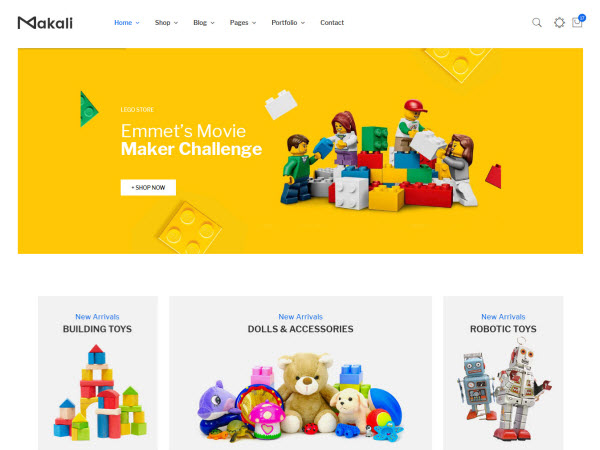 Makali
Home Shop Blog Pages Portfolio Contact
0
LEGO STORE
Emmet's Movie
Maker Challenge
+ SHOP NOW
New Arrivals
BUILDING TOYS
New Arrivals
DOLLS & ACCESSORIES
New Arrivals
ROBOTIC TOYS